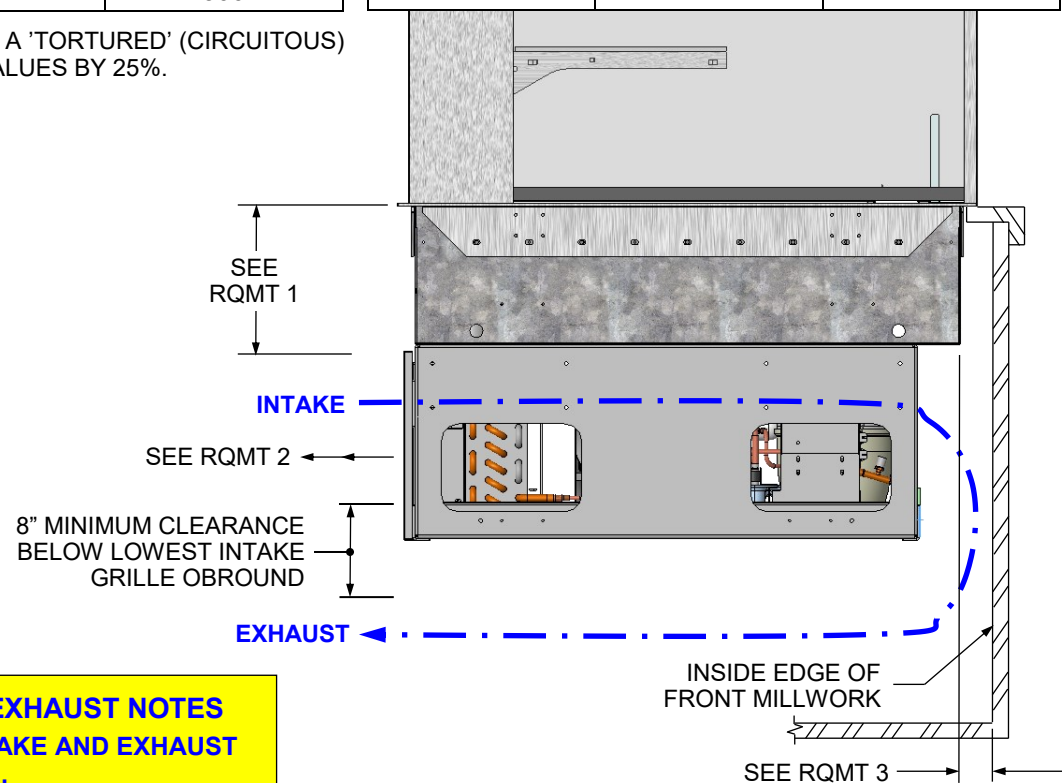 A 'TORTURED' (CIRCUITOUS)
ALUES BY 25%.
SEE
RQMT 1
INTAKE
SEE RQMT 2
8” MINIMUM CLEARANCE
BELOW LOWEST INTAKE
GRILLE OBROUND
EXHAUST
INSIDE EDGE OF
FRONT MILLWORK
EXHAUST NOTES
AKE AND EXHAUST
SEE RQMT 3